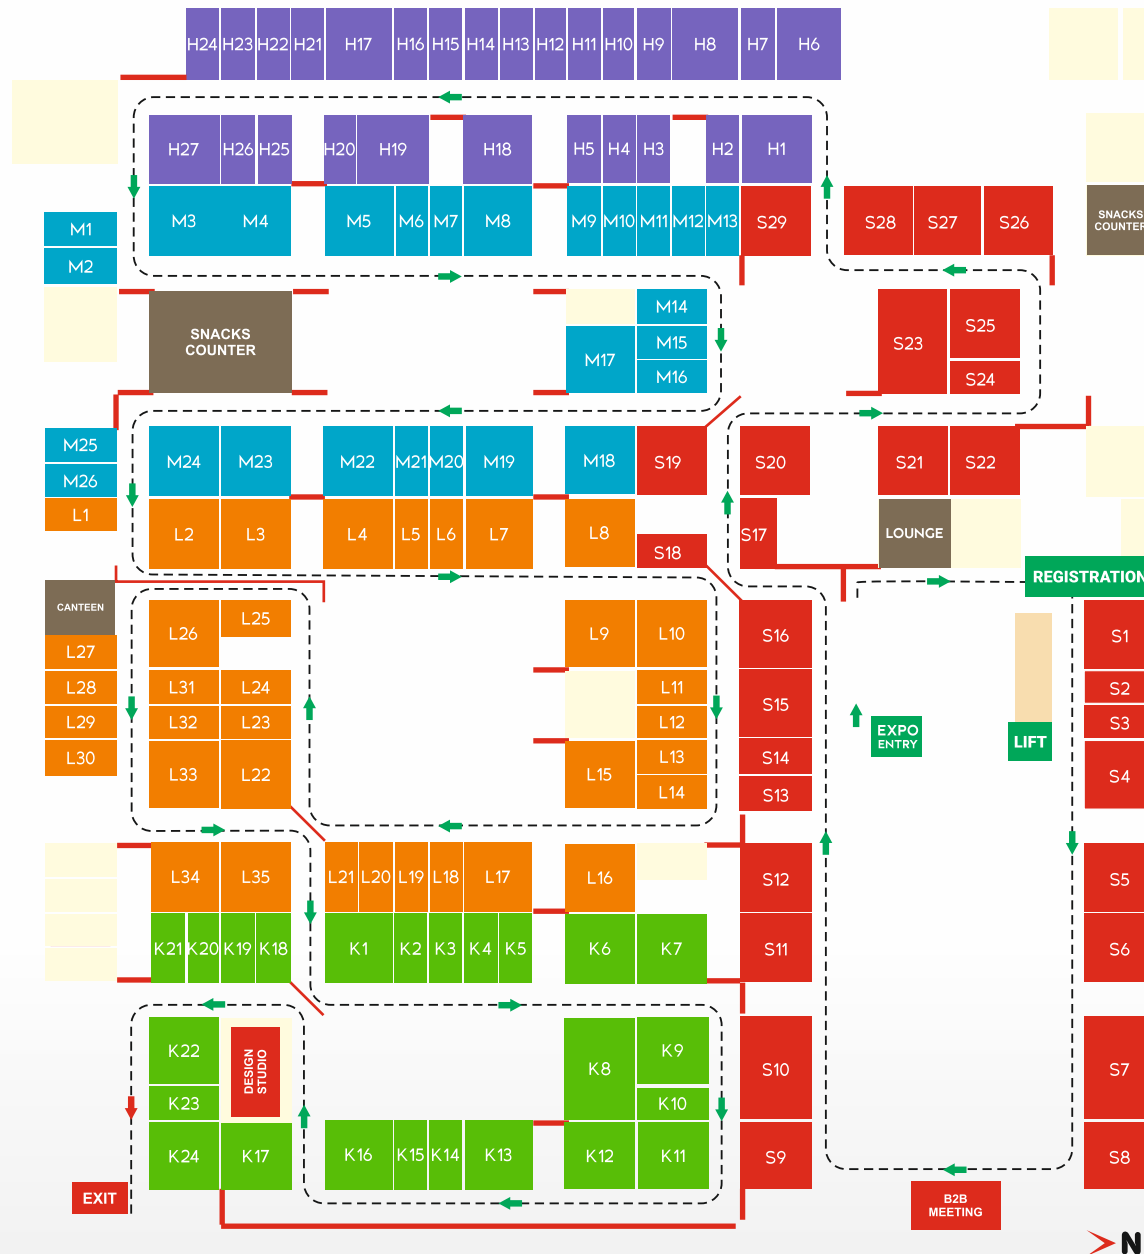 H24 H23 H22 H21 H17 H16 H15 H14 H13 H12 H11 H10 H9 H8 H7 H6
H27 H26 H25 H20 H19 H18 H5 H4 H3 H2 H1
M3 M4 M5 M6 M7 M8 M9 M10 M11 M12 M13 S29 S28 S27 S26
SNACKS
COUNTER
M1
M2
SNACKS
COUNTER
M14
M15
M16
M17
S23
S25
S24
M25
M26
L1
M24 M23 M22 M21 M20 M19 M18 S19 S20 S21 S22
L2 L3 L4 L5 L6 L7 L8 S18 S17 LOUNGE
REGISTRATION
CANTEEN
L27
L28
L29
L30
L26 L25
L31 L24
L32 L23
L33 L22
L9 L10
L11
L12
L13
L14
L15
S16
S15
S14
S13
EXPO
ENTRY
LIFT
S1
S2
S3
S4
L34 L35 L21 L20 L19 L18 L17 L16 S12 S5
K21 K20 K19 K18 K1 K2 K3 K4 K5 K6 K7 S11 S6
K22
K23
K24
DESIGN
STUDIO
K17
K16 K15 K14 K13
K8
K9
K10
K12 K11
S10
S9
S7
S8
EXIT
B2B
MEETING
N